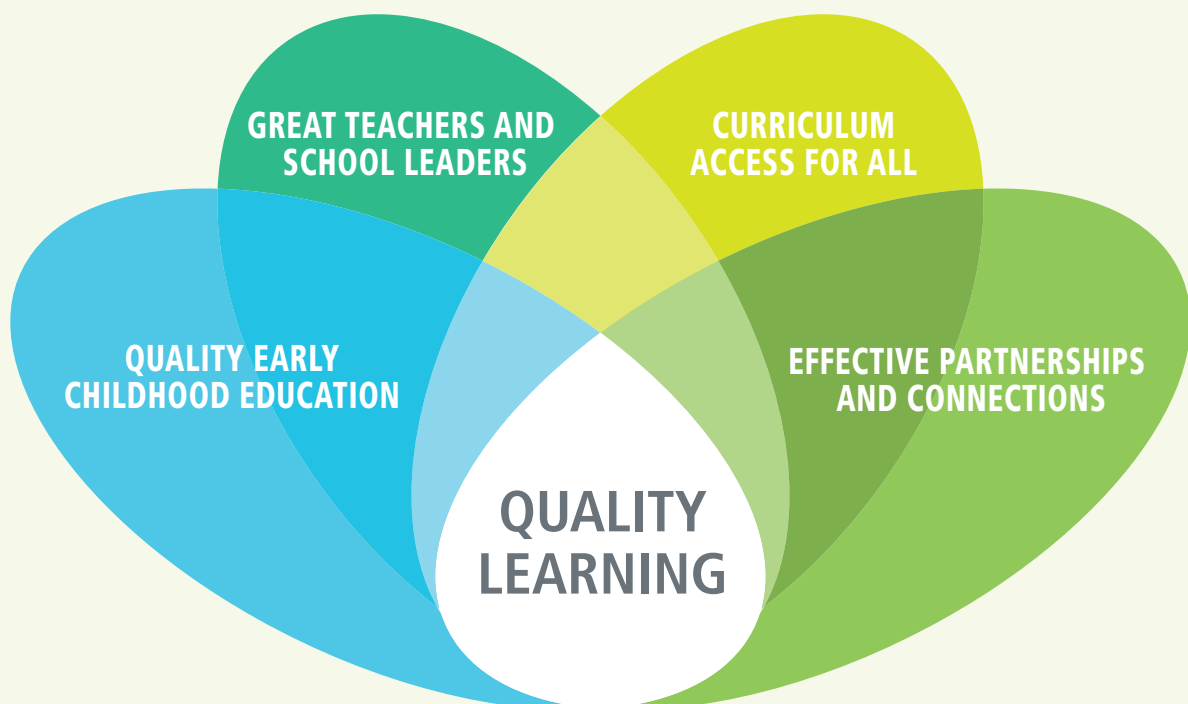 GREAT TEACHERS AND
SCHOOL LEADERS
CURRICULUM
ACCESS FOR ALL
QUALITY EARLY
CHILDHOOD EDUCATION
EFFECTIVE PARTNERSHIPS
AND CONNECTIONS
QUALITY
LEARNING